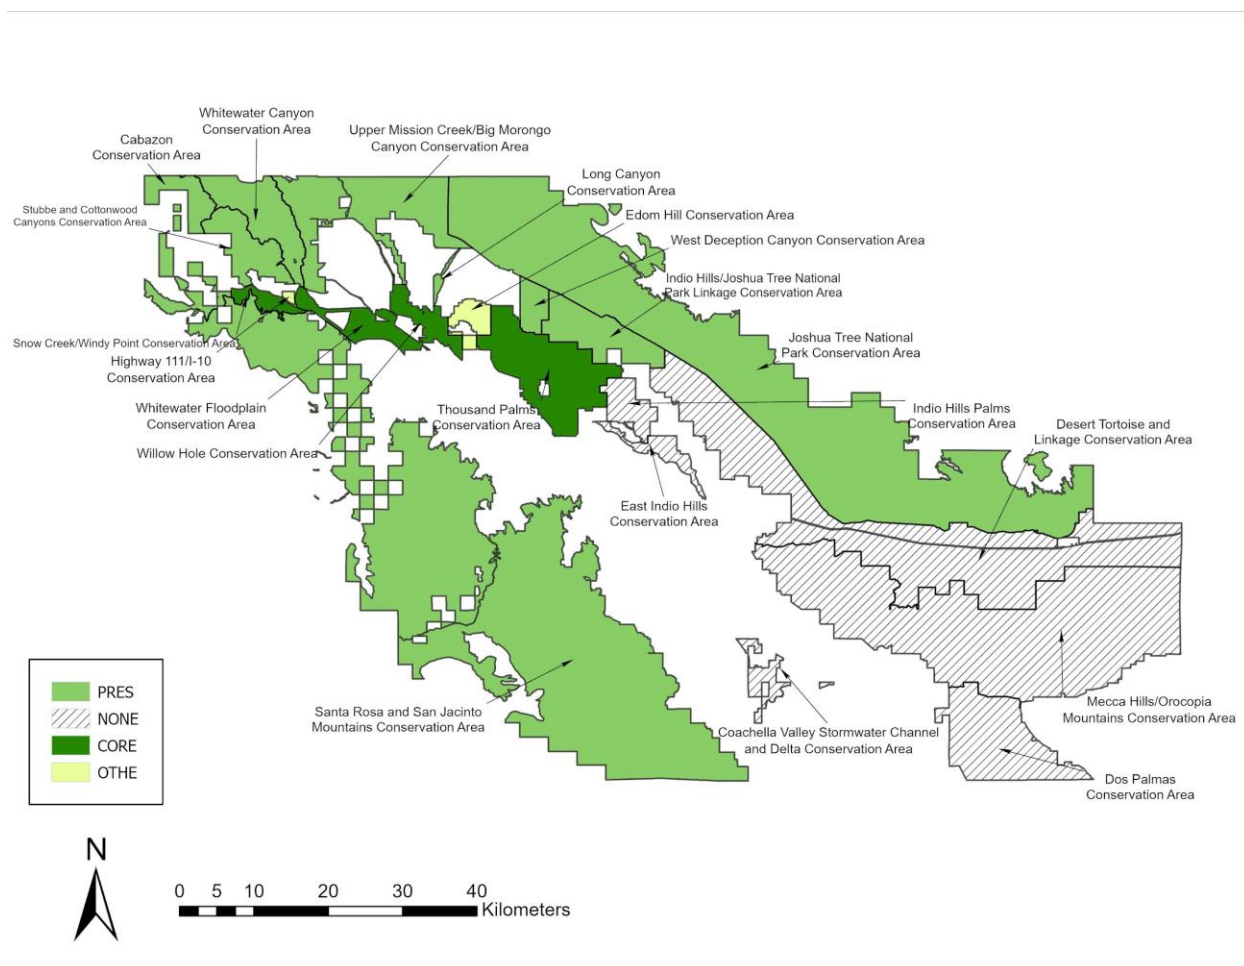 Whitewater Canyon
Conservation Area
Cabazon
Conservation Area
Upper Mission Creek/Big Morongo
Canyon Conservation Area
Long Canyon
Conservation Area
Stubbe and Cottonwood
Canyons Conservation Area
Edom Hill Conservation Area
West Deception Canyon Conservation Area
Indio Hills/Joshua Tree National
Park Linkage Conservation Area
Snow Creek/Windy Point Conservation Area
Highway 111/I-10
Conservation Area
Joshua Tree National
Park Conservation Area
Whitewater Floodplain
Conservation Area
Thousand Palms
Conservation Area
Indio Hills Palms
Conservation Area
Desert Tortoise and
Linkage Conservation Area
Willow Hole Conservation Area
East Indio Hills
Conservation Area
PRES
NONE
CORE
OTHE
Santa Rosa and San Jacinto
Mountains Conservation Area
Coachella Valley Stormwater Channel
and Delta Conservation Area
Mecca Hills/Orocopia
Mountains Conservation Area
Dos Palmas
Conservation Area
N
0 5 10 20 30 40
Kilometers